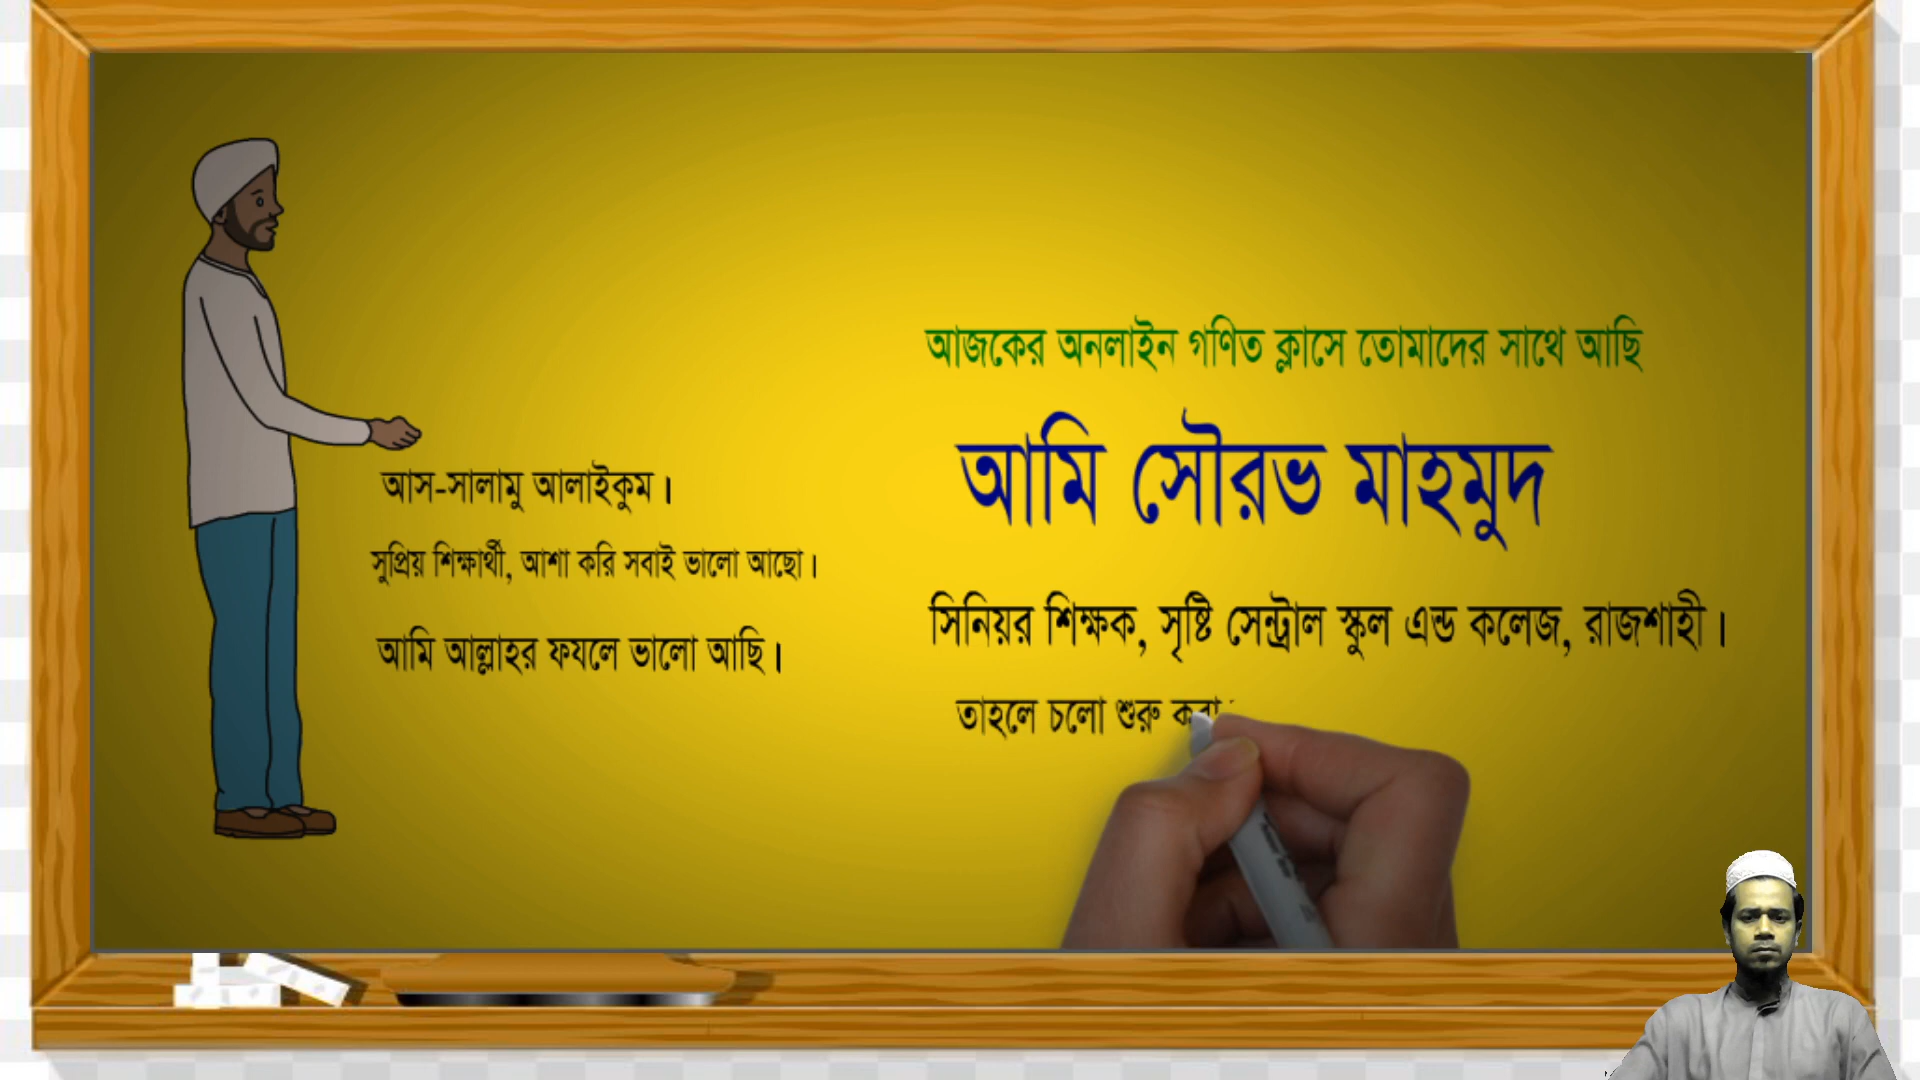 আস-সালামু আলাইকুম।
সুপ্রিয় শিক্ষার্থী, আশা করি সবাই ভালো আছো।
আমি আল্লাহর ফযলে ভালো আছি।
আজকের অনলাইন গণিত ক্লাসে তোমাদের সাথে আছি
আমি সৌরভ মাহমুদ
সিনিয়র শিক্ষক, সৃষ্টি সেন্ট্রাল স্কুল এন্ড কলেজ, রাজশাহী।
তাহলে চলো শুরু